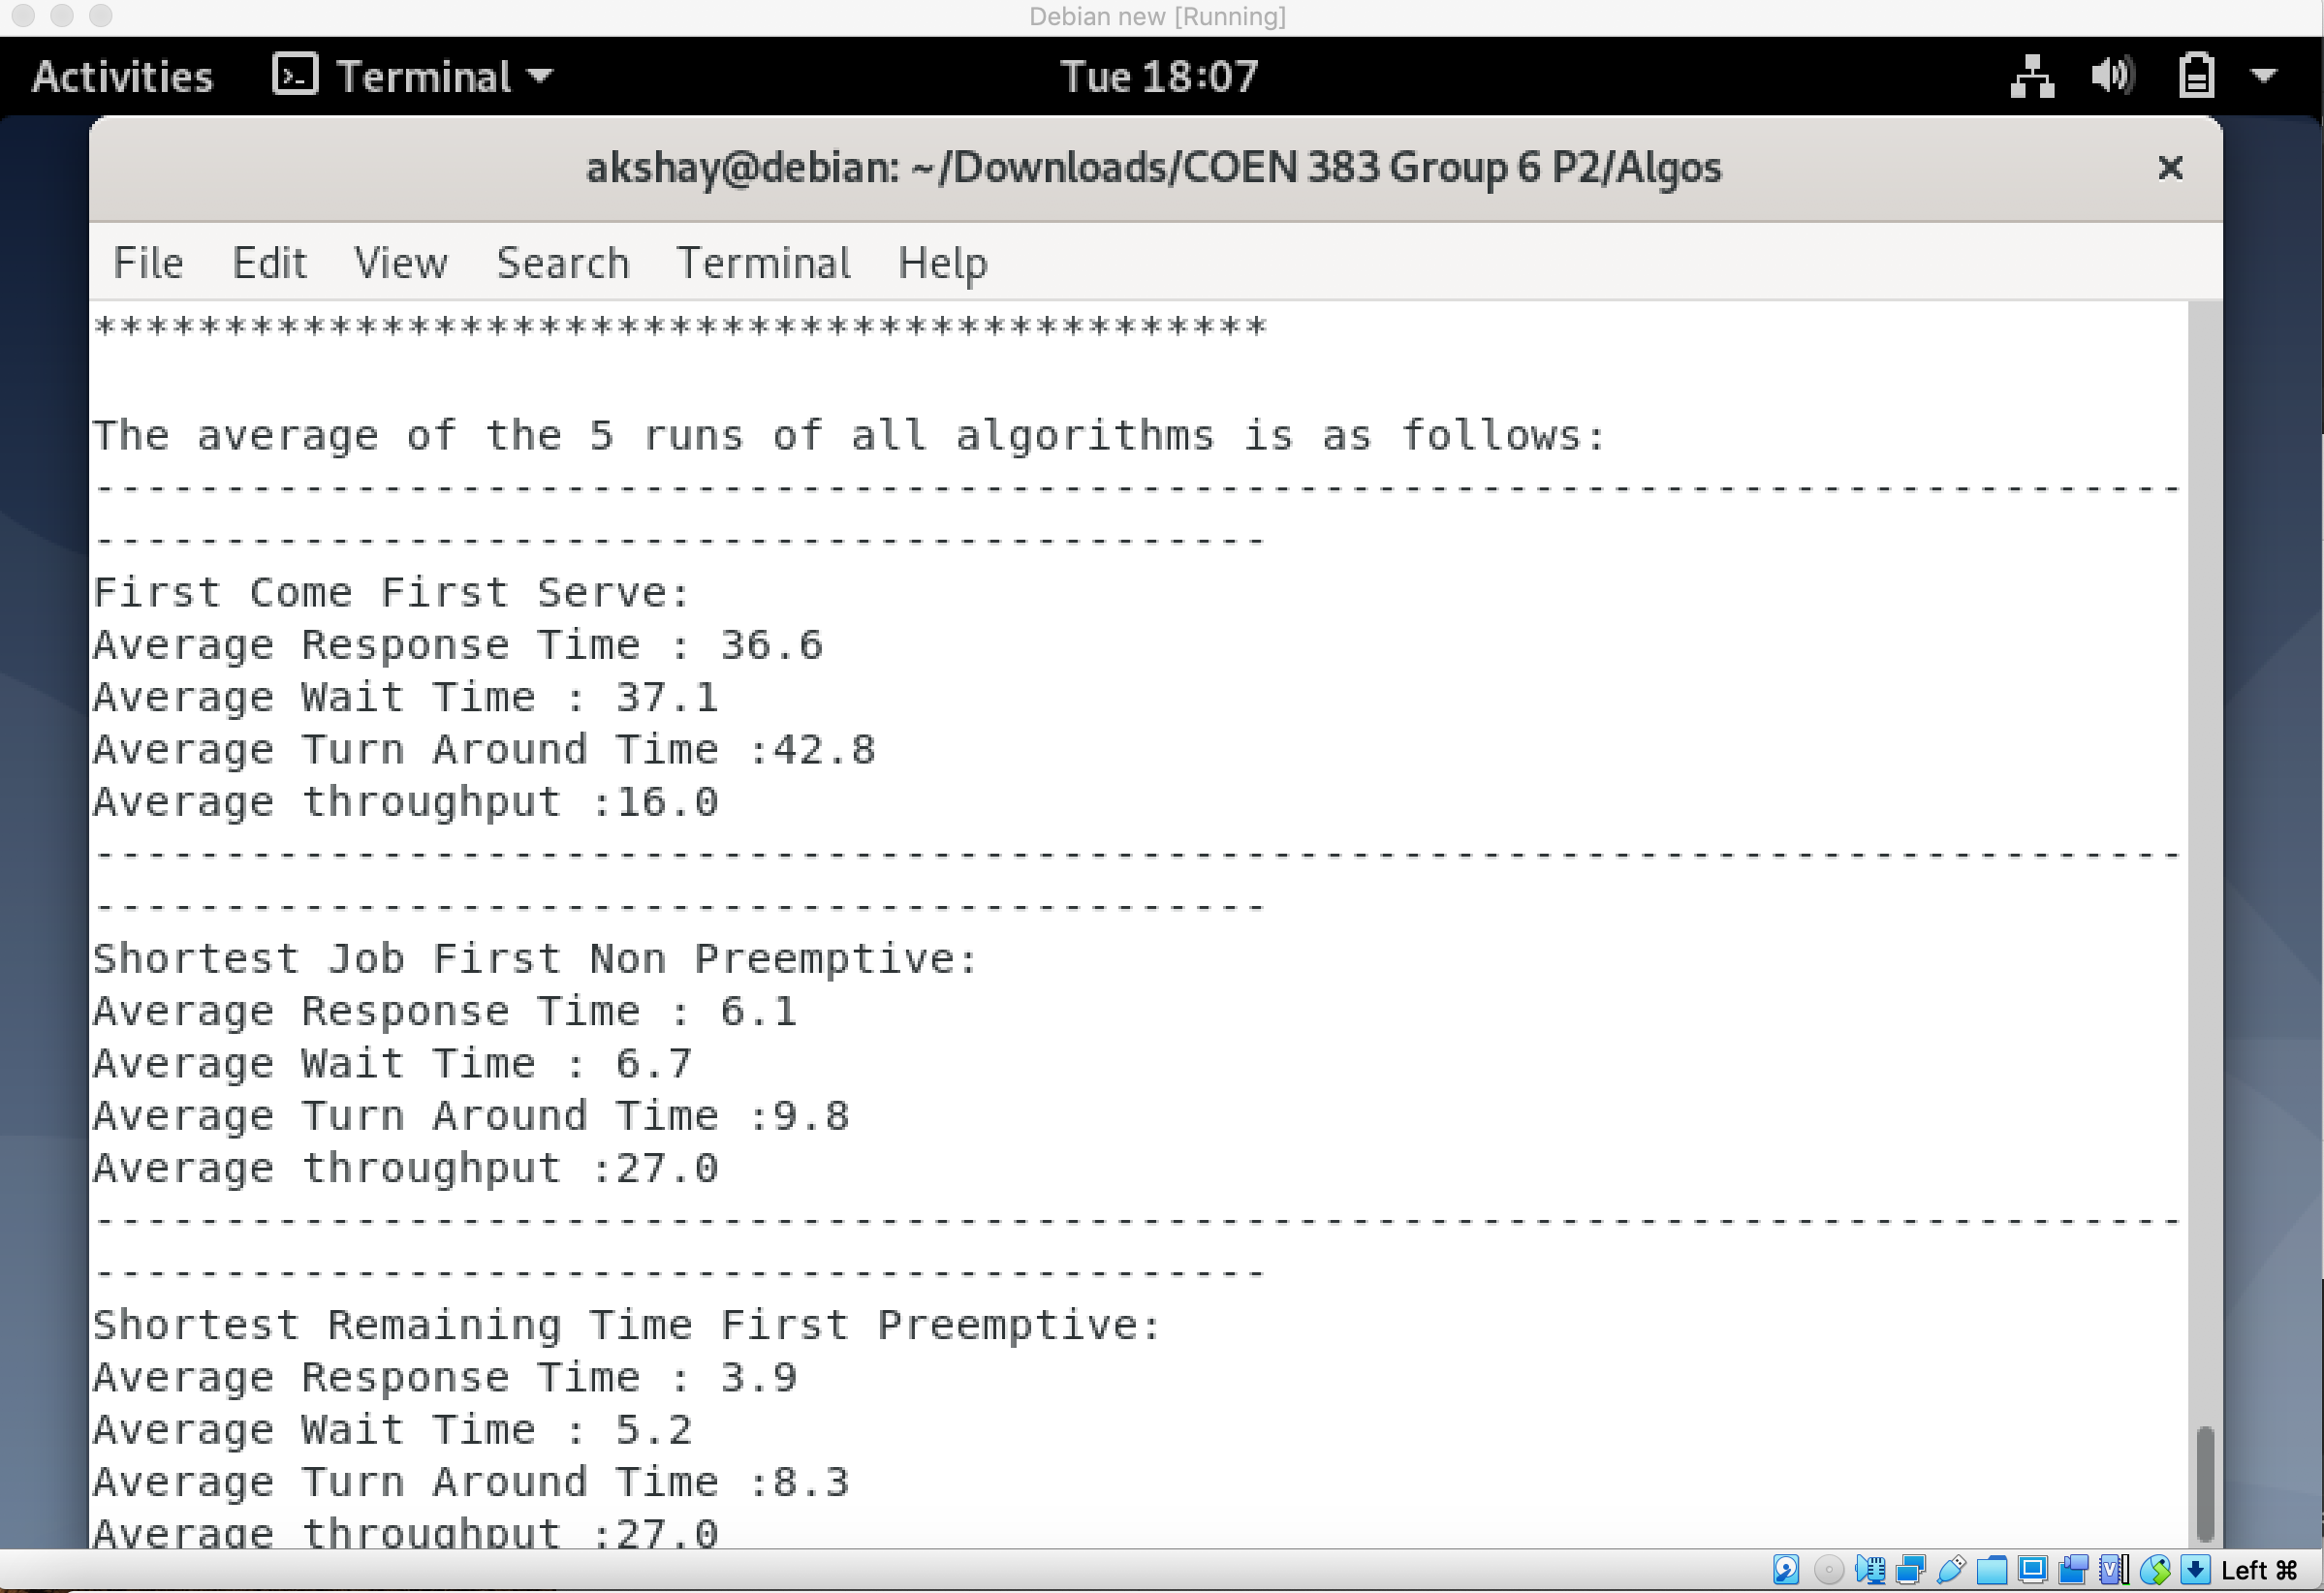 Debian new [Running]
Activities Terminal Tue 18:07
akshay@debian: ~/Downloads/COEN 383 Group 6 P2/Algos
File Edit View Search Terminal Help
*********************************************
The average of the 5 runs of all algorithms is as follows:
--------------------------------------------------------------------------------
---------------------------------------------
First Come First Serve:
Average Response Time : 36.6
Average Wait Time : 37.1
Average Turn Around Time :42.8
Average throughput :16.0
--------------------------------------------------------------------------------
---------------------------------------------
Shortest Job First Non Preemptive:
Average Response Time : 6.1
Average Wait Time : 6.7
Average Turn Around Time :9.8
Average throughput :27.0
--------------------------------------------------------------------------------
---------------------------------------------
Shortest Remaining Time First Preemptive:
Average Response Time : 3.9
Average Wait Time : 5.2
Average Turn Around Time :8.3
Average throughput :27.0
Left ⌘